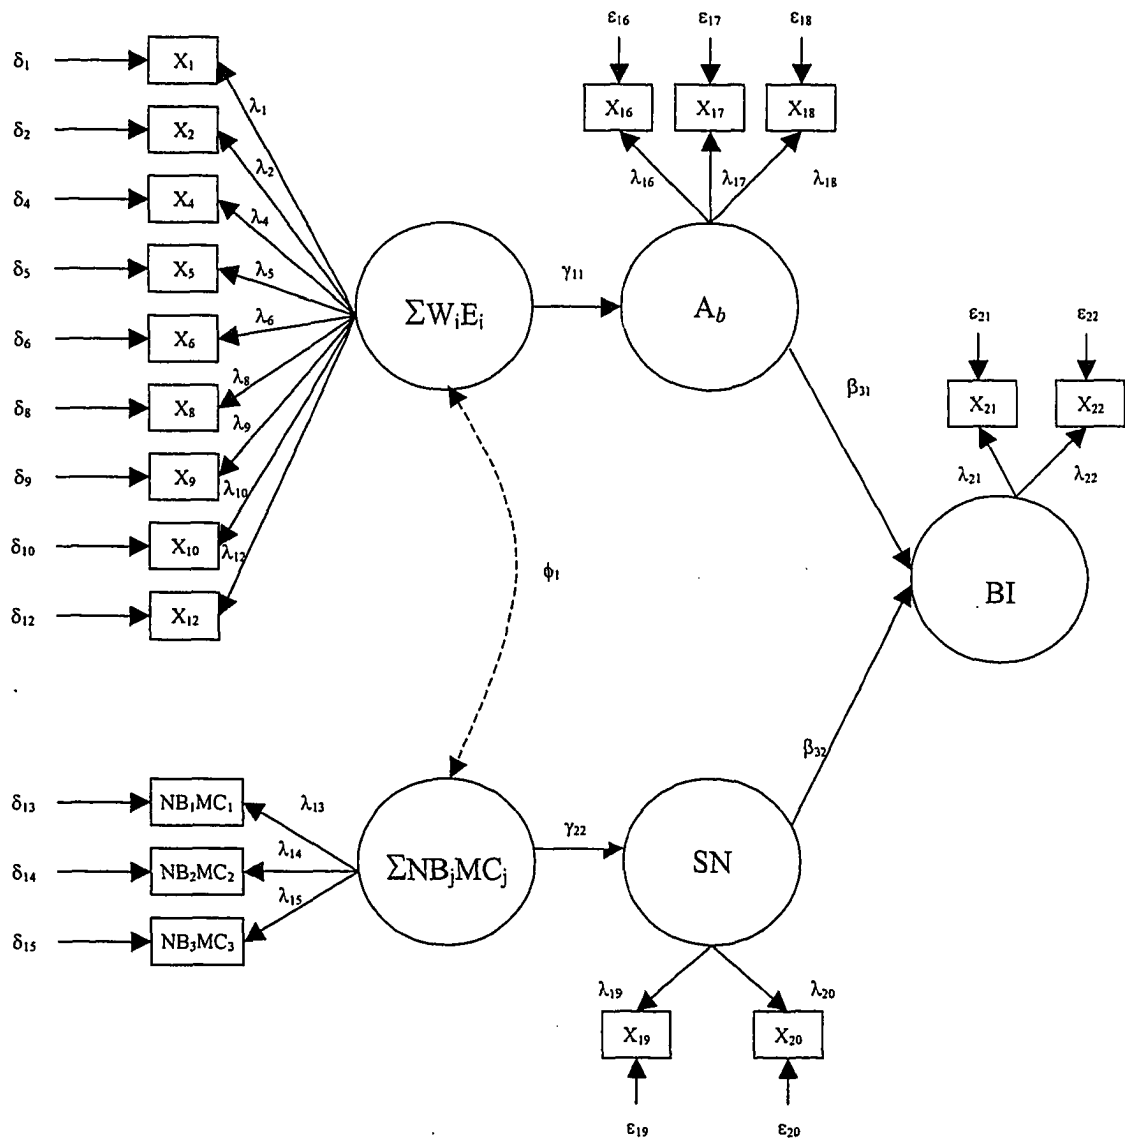 ε₁₆ ε₁₇ ε₁₈
δ₁ X₁
X₁₆ X₁₇ X₁₈
λ₁
δ₂ X₂
λ₂
λ₁₆ λ₁₇ λ₁₈
δ₄ X₄
λ₄
δ₅ X₅ λ₅
γ₁₁
ΣWᵢEᵢ
A_b
ε₂₁ ε₂₂
λ₆
δ₆ X₆
λ₈
β₃₁
δ₈ X₈
X₂₁ X₂₂
λ₉
δ₉ X₉
λ₂₁ λ₂₂
λ₁₀
δ₁₀ X₁₀
λ₁₂
φ₁
BI
δ₁₂ X₁₂
β₃₂
δ₁₃ NB₁MC₁ λ₁₃
γ₂₂
λ₁₄
δ₁₄ NB₂MC₂
ΣNBⱼMCⱼ
SN
λ₁₅
δ₁₅ NB₃MC₃
λ₁₉ λ₂₀
X₁₉ X₂₀
ε₁₉ ε₂₀